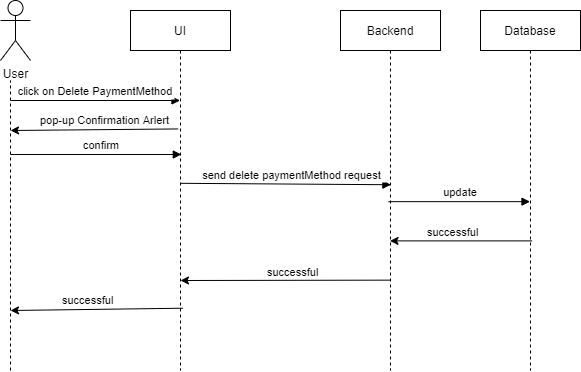 UI
Backend
Database
User
click on Delete PaymentMethod
pop-up Confirmation Arlert
confirm
send delete paymentMethod request
update
successful
successful
successful